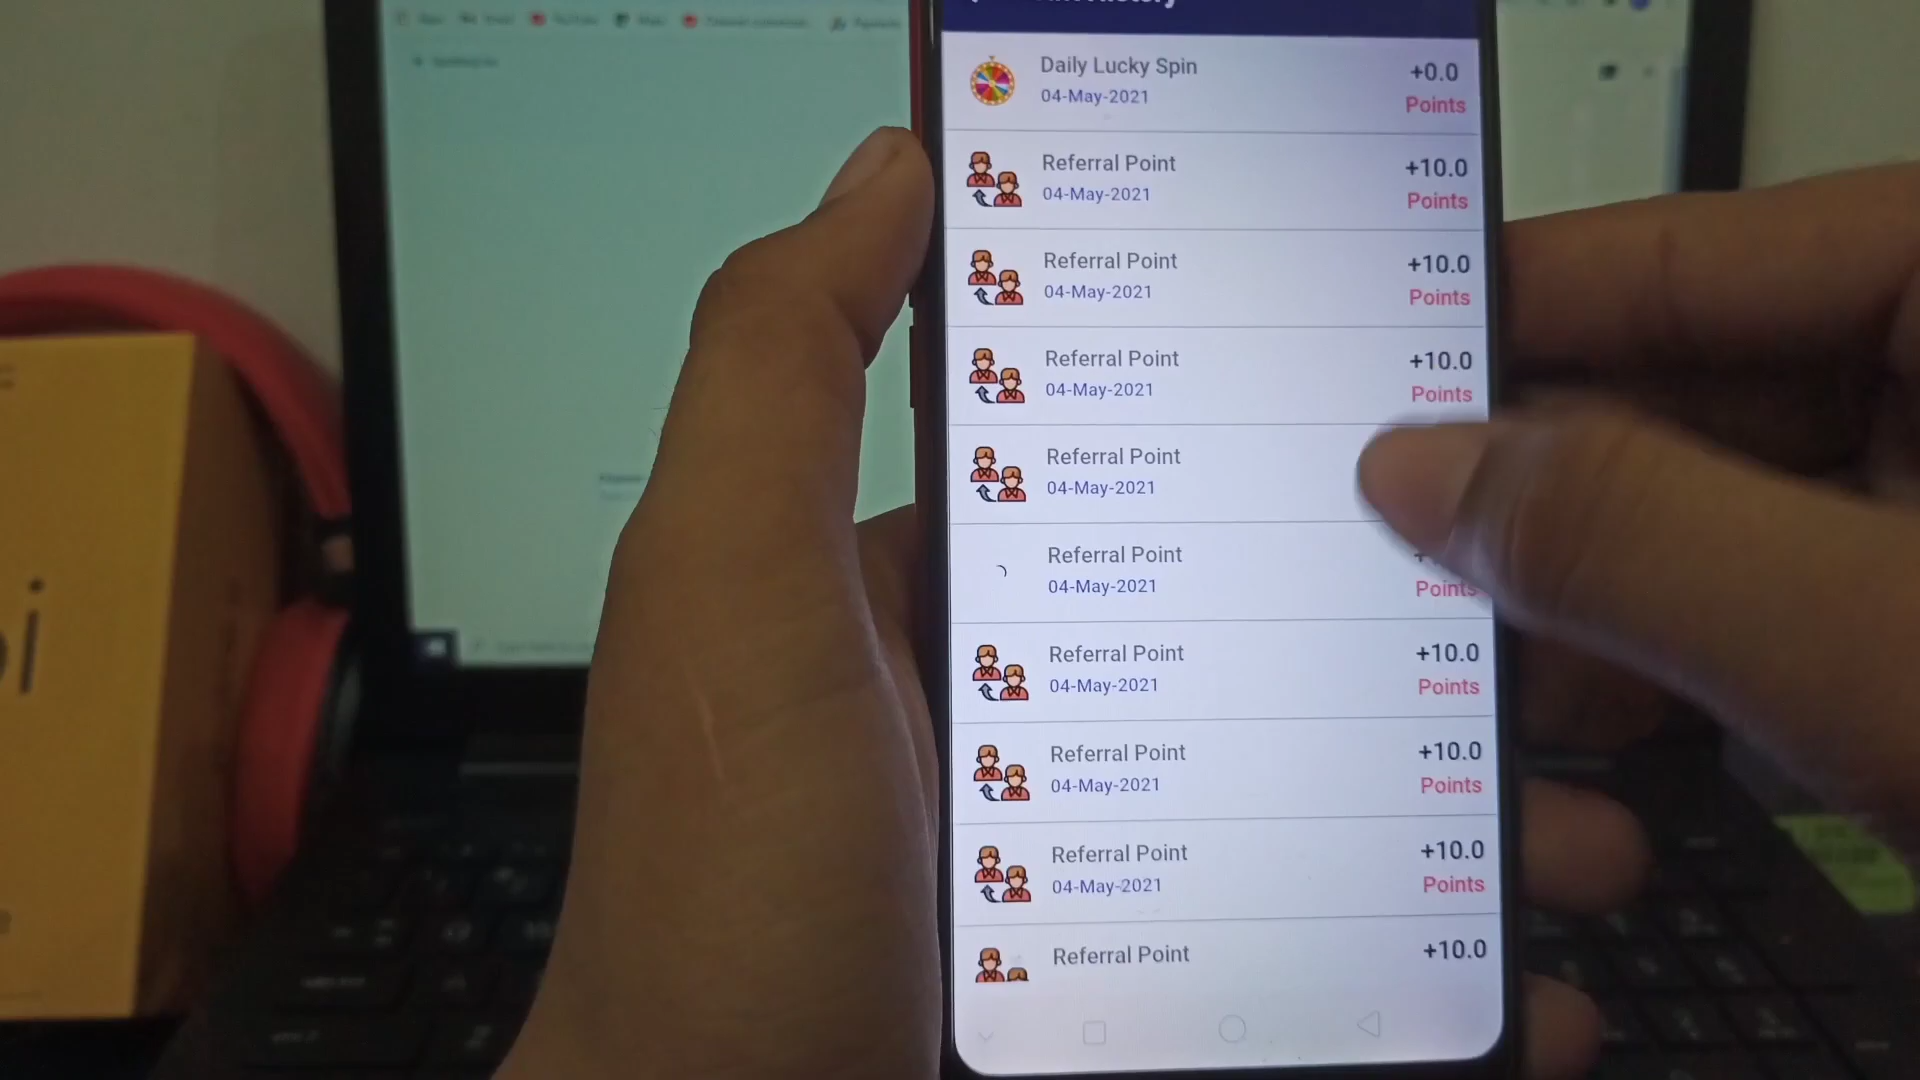 History
Daily Lucky Spin
+0.0
04-May-2021
Points
Referral Point
+10.0
04-May-2021
Points
Referral Point
+10.0
04-May-2021
Points
Referral Point
+10.0
04-May-2021
Points
Referral Point
04-May-2021
Referral Point
04-May-2021
Points
Referral Point
+10.0
04-May-2021
Points
Referral Point
+10.0
04-May-2021
Points
Referral Point
+10.0
04-May-2021
Points
Referral Point
+10.0